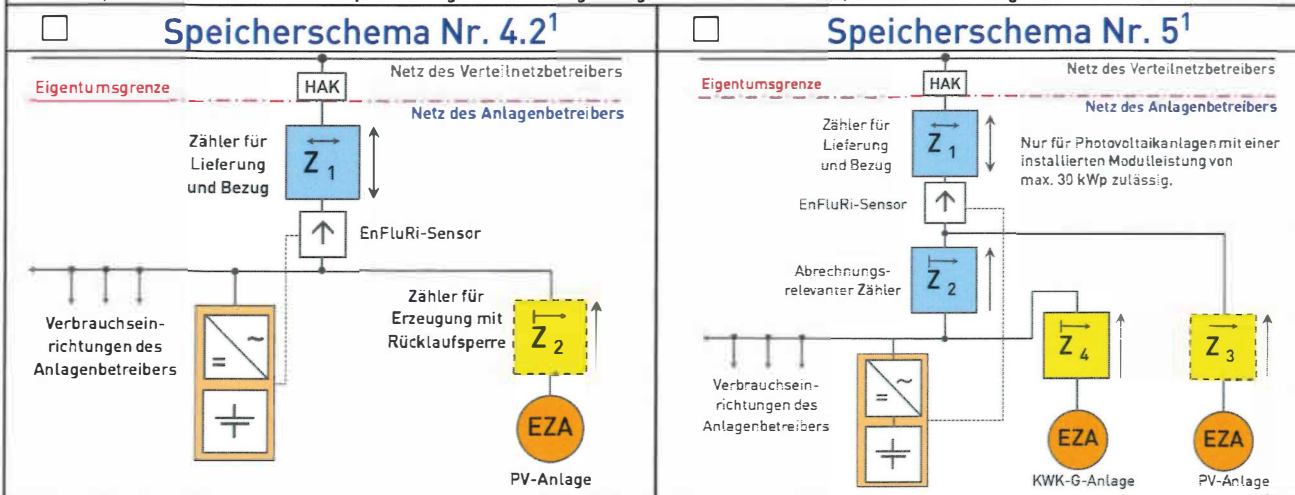 Speicherschema Nr. 4.2¹
Netz des Verteilnetzbetreibers
Eigentumsgrenze
HAK
Netz des Anlagenbetreibers
Zähler für
Lieferung
und Bezug
Z 1
EnFluRi-Sensor
Verbrauchsein-
richtungen des
Anlagenbetreibers
=
~
Zähler für
Erzeugung mit
Rücklaufsperre
Z 2
EZA
PV-Anlage
Speicherschema Nr. 5¹
Netz des Verteilnetzbetreibers
Eigentumsgrenze
HAK
Netz des Anlagenbetreibers
Zähler für
Lieferung
und Bezug
Z 1
Nur für Photovoltaikanlagen mit einer
installierten Modulleistung von
max. 30 kWp zulässig.
EnFluRi-Sensor
Abrechnungs-
relevanter Zähler
Z 2
Verbrauchsein-
richtungen des
Anlagenbetreibers
=
~
Z 4
Z 3
EZA
EZA
KWK-G-Anlage
PV-Anlage